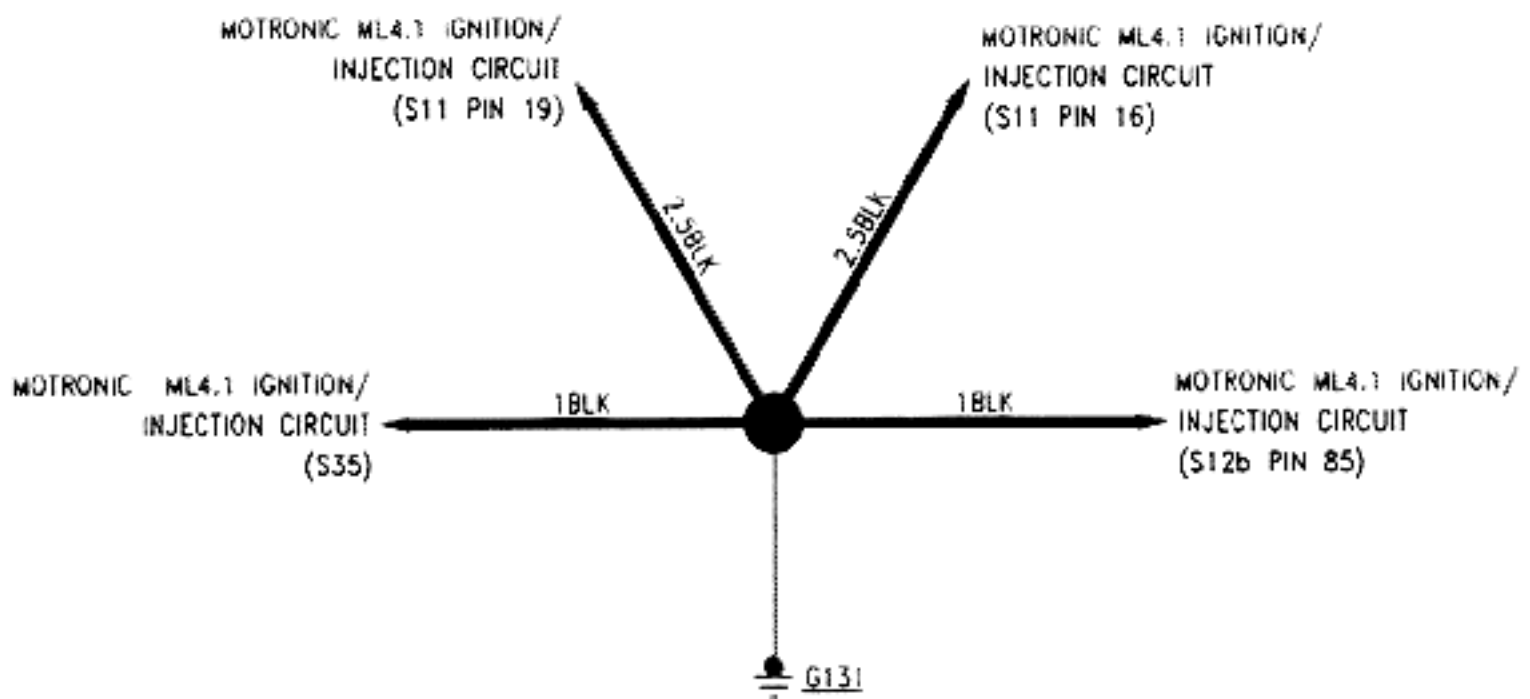 MOTRONIC ML4.1 IGNITION/
INJECTION CIRCUIT
(S11 PIN 19)
MOTRONIC ML4.1 IGNITION/
INJECTION CIRCUIT
(S11 PIN 16)
2.5BLK
2.5BLK
MOTRONIC ML4.1 IGNITION/
INJECTION CIRCUIT
(S35)
1BLK
1BLK
MOTRONIC ML4.1 IGNITION/
INJECTION CIRCUIT
(S12b PIN 85)
G131